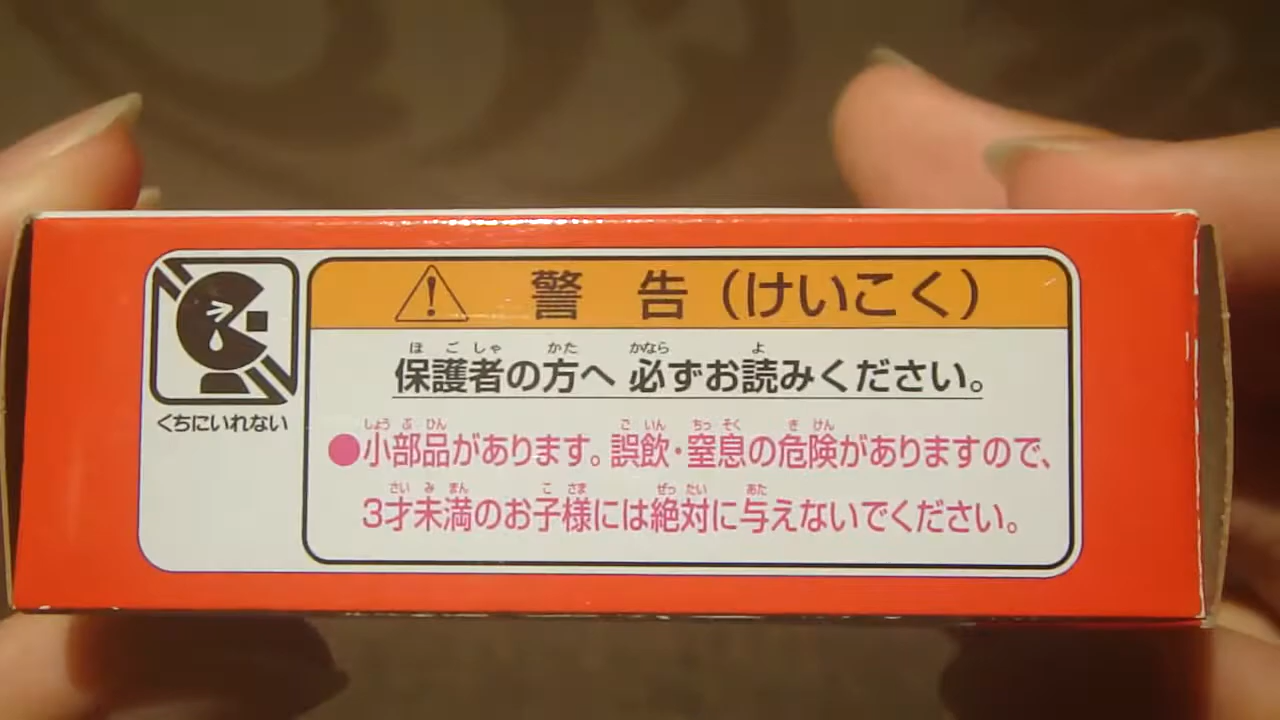 警 告（けいこく）
ほごしゃ かた かなら よ
保護者の方へ 必ずお読みください。
くちにいれない
しょうぶひん ごいん ちっそく きけん
●小部品があります。誤飲・窒息の危険がありますので、
さいみまん こさま ぜったい あた
3才未満のお子様には絶対に与えないでください。